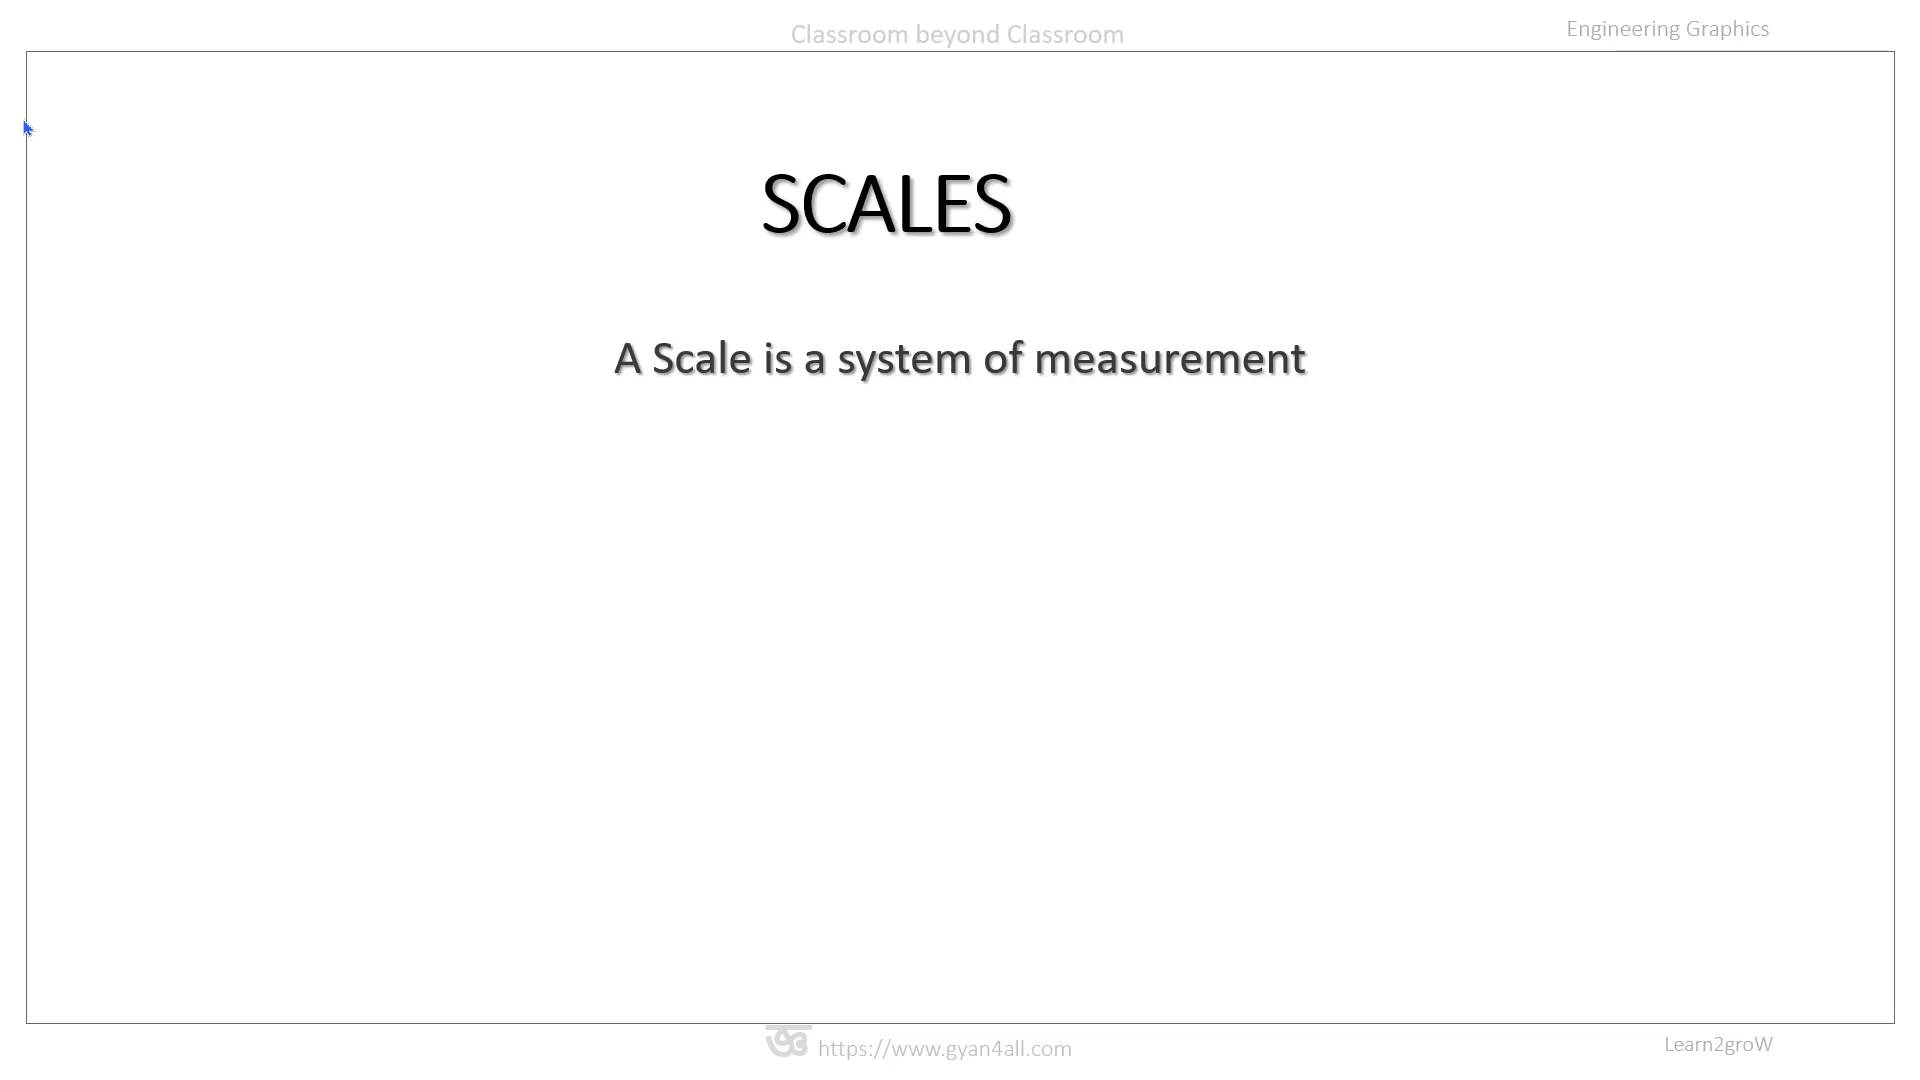 Classroom beyond Classroom
Engineering Graphics
SCALES
A Scale is a system of measurement
https://www.gyan4all.com
Learn2groW